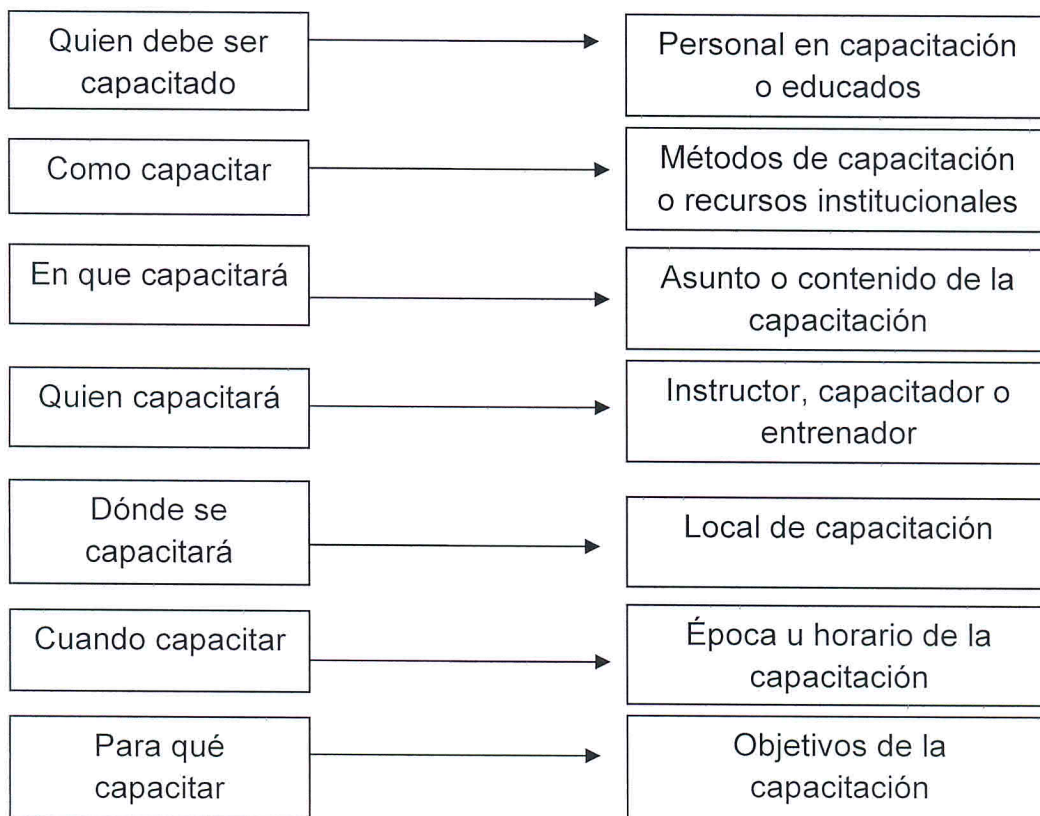 Quien debe ser
capacitado
Personal en capacitación
o educados
Como capacitar
Métodos de capacitación
o recursos institucionales
En que capacitará
Asunto o contenido de la
capacitación
Quien capacitará
Instructor, capacitador o
entrenador
Dónde se
capacitará
Local de capacitación
Cuando capacitar
Época u horario de la
capacitación
Para qué
capacitar
Objetivos de la
capacitación